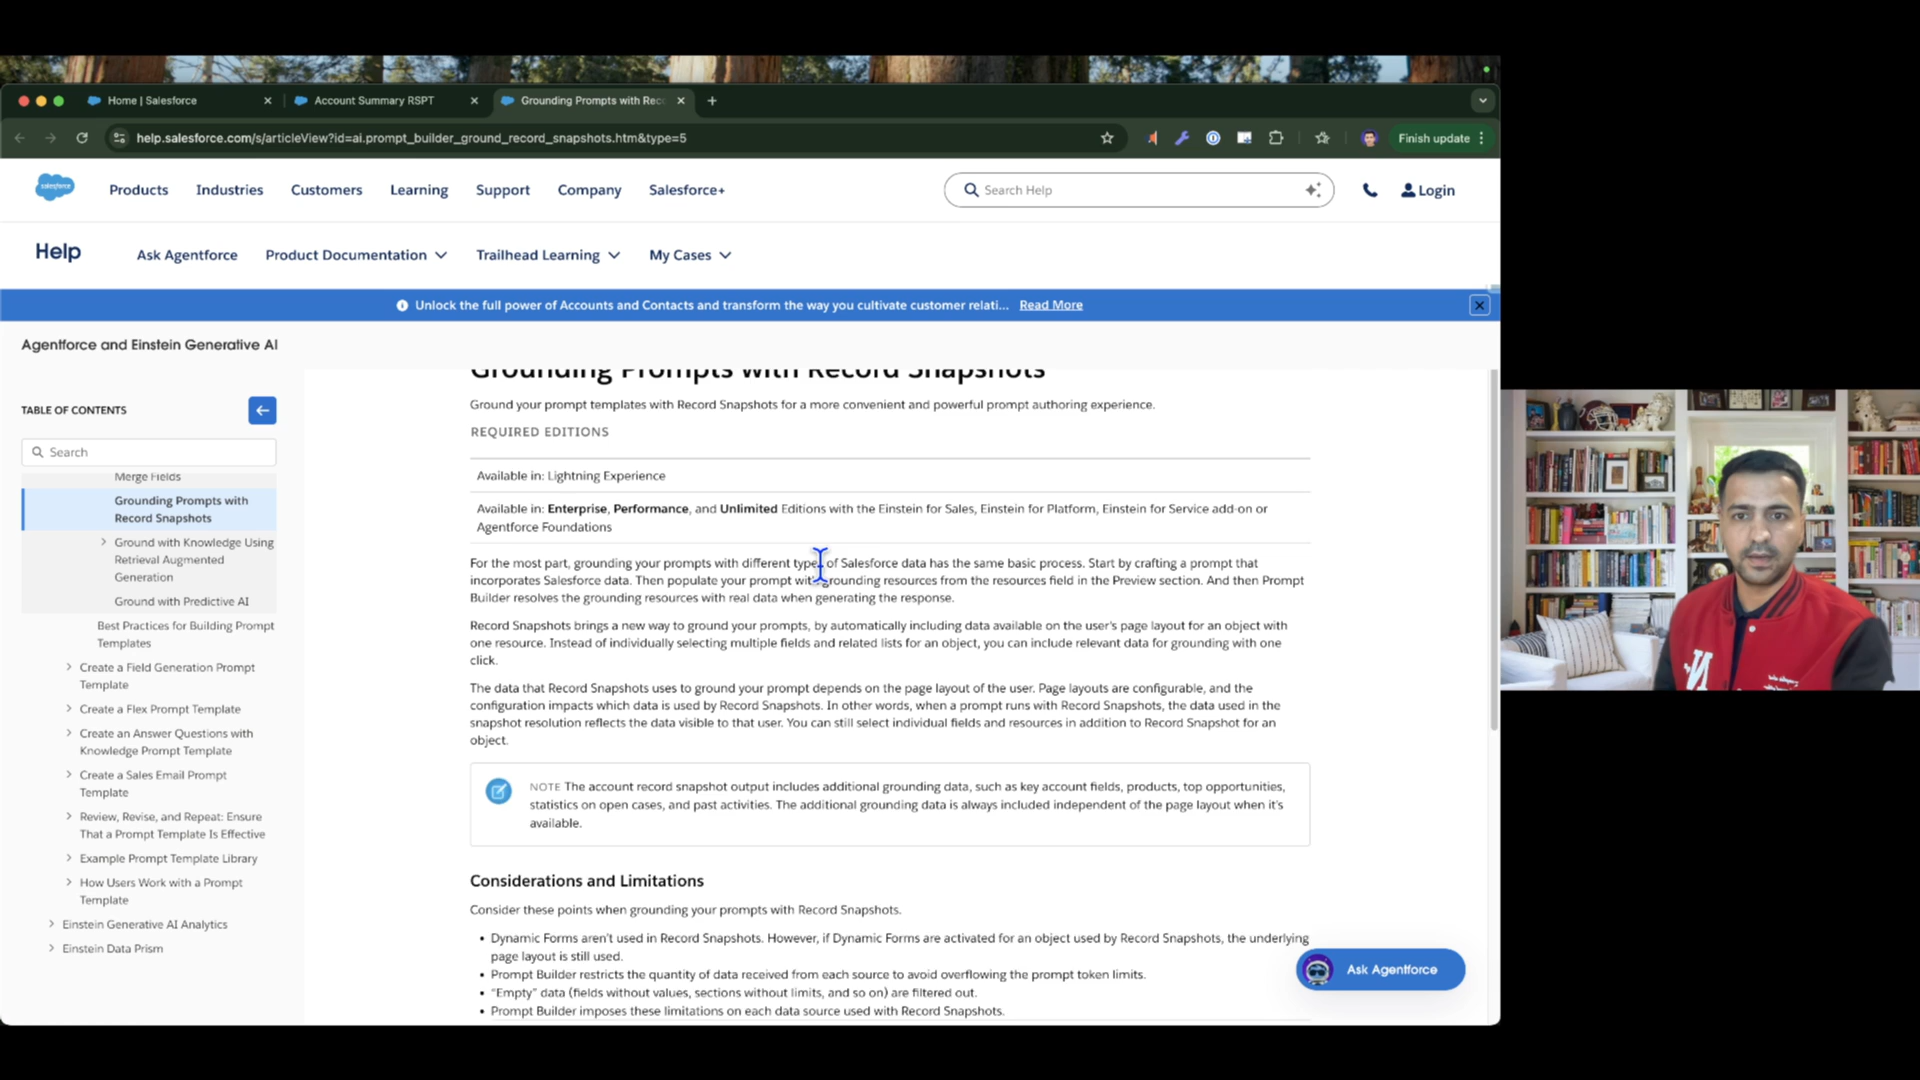 Home | Salesforce
Account Summary RSPT
Grounding Prompts with Rec
help.salesforce.com/s/articleView?id=ai.prompt_builder_ground_record_snapshots.htm&type=5
Finish update
salesforce
Products
Industries
Customers
Learning
Support
Company
Salesforce+
Search Help
Login
Help
Ask Agentforce
Product Documentation
Trailhead Learning
My Cases
Unlock the full power of Accounts and Contacts and transform the way you cultivate customer relati... Read More
Agentforce and Einstein Generative AI
TABLE OF CONTENTS
Search
Merge Fields
Grounding Prompts with
Record Snapshots
Ground with Knowledge Using
Retrieval Augmented
Generation
Ground with Predictive AI
Best Practices for Building Prompt
Templates
Create a Field Generation Prompt
Template
Create a Flex Prompt Template
Create an Answer Questions with
Knowledge Prompt Template
Create a Sales Email Prompt
Template
Review, Revise, and Repeat: Ensure
That a Prompt Template Is Effective
Example Prompt Template Library
How Users Work with a Prompt
Template
Einstein Generative AI Analytics
Einstein Data Prism
Grounding Prompts with Record Snapshots
Ground your prompt templates with Record Snapshots for a more convenient and powerful prompt authoring experience.
REQUIRED EDITIONS
Available in: Lightning Experience
Available in: Enterprise, Performance, and Unlimited Editions with the Einstein for Sales, Einstein for Platform, Einstein for Service add-on or
Agentforce Foundations
For the most part, grounding your prompts with different types of Salesforce data has the same basic process. Start by crafting a prompt that
incorporates Salesforce data. Then populate your prompt with grounding resources from the resources field in the Preview section. And then Prompt
Builder resolves the grounding resources with real data when generating the response.
Record Snapshots brings a new way to ground your prompts, by automatically including data available on the user's page layout for an object with
one resource. Instead of individually selecting multiple fields and related lists for an object, you can include relevant data for grounding with one
click.
The data that Record Snapshots uses to ground your prompt depends on the page layout of the user. Page layouts are configurable, and the
configuration impacts which data is used by Record Snapshots. In other words, when a prompt runs with Record Snapshots, the data used in the
snapshot resolution reflects the data visible to that user. You can still select individual fields and resources in addition to Record Snapshot for an
object.
NOTE The account record snapshot output includes additional grounding data, such as key account fields, products, top opportunities,
statistics on open cases, and past activities. The additional grounding data is always included independent of the page layout when it's
available.
Considerations and Limitations
Consider these points when grounding your prompts with Record Snapshots.
• Dynamic Forms aren't used in Record Snapshots. However, if Dynamic Forms are activated for an object used by Record Snapshots, the underlying
page layout is still used.
• Prompt Builder restricts the quantity of data received from each source to avoid overflowing the prompt token limits.
• "Empty" data (fields without values, sections without limits, and so on) are filtered out.
• Prompt Builder imposes these limitations on each data source used with Record Snapshots.
Ask Agentforce